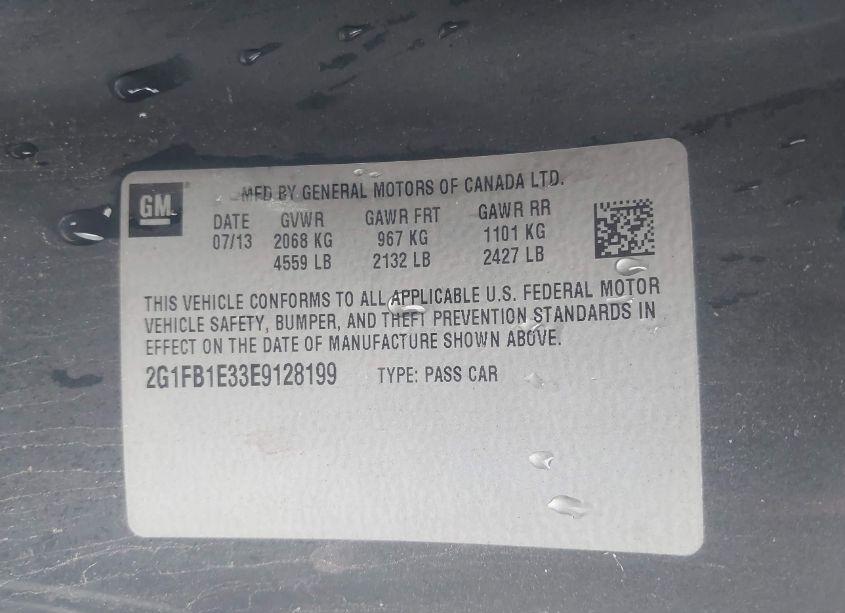 GM
MFD BY GENERAL MOTORS OF CANADA LTD.
DATE GVWR GAWR FRT GAWR RR
07/13 2068 KG 967 KG 1101 KG
4559 LB 2132 LB 2427 LB
THIS VEHICLE CONFORMS TO ALL APPLICABLE U.S. FEDERAL MOTOR
VEHICLE SAFETY, BUMPER, AND THEFT PREVENTION STANDARDS IN
EFFECT ON THE DATE OF MANUFACTURE SHOWN ABOVE.
2G1FB1E33E9128199 TYPE: PASS CAR